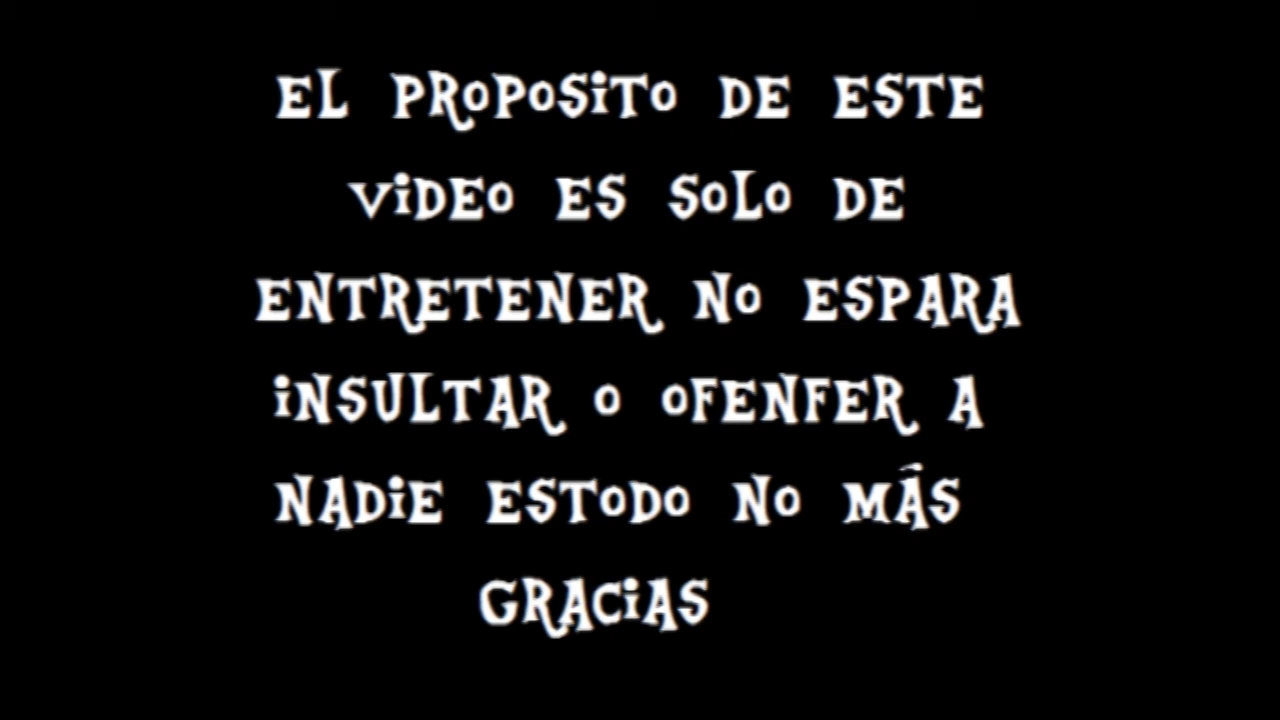 EL PROPOSITO DE ESTE
VIDEO ES SOLO DE
ENTRETENER NO ESPARA
INSULTAR O OFENFER A
NADIE ESTODO NO MÁS
GRACIAS